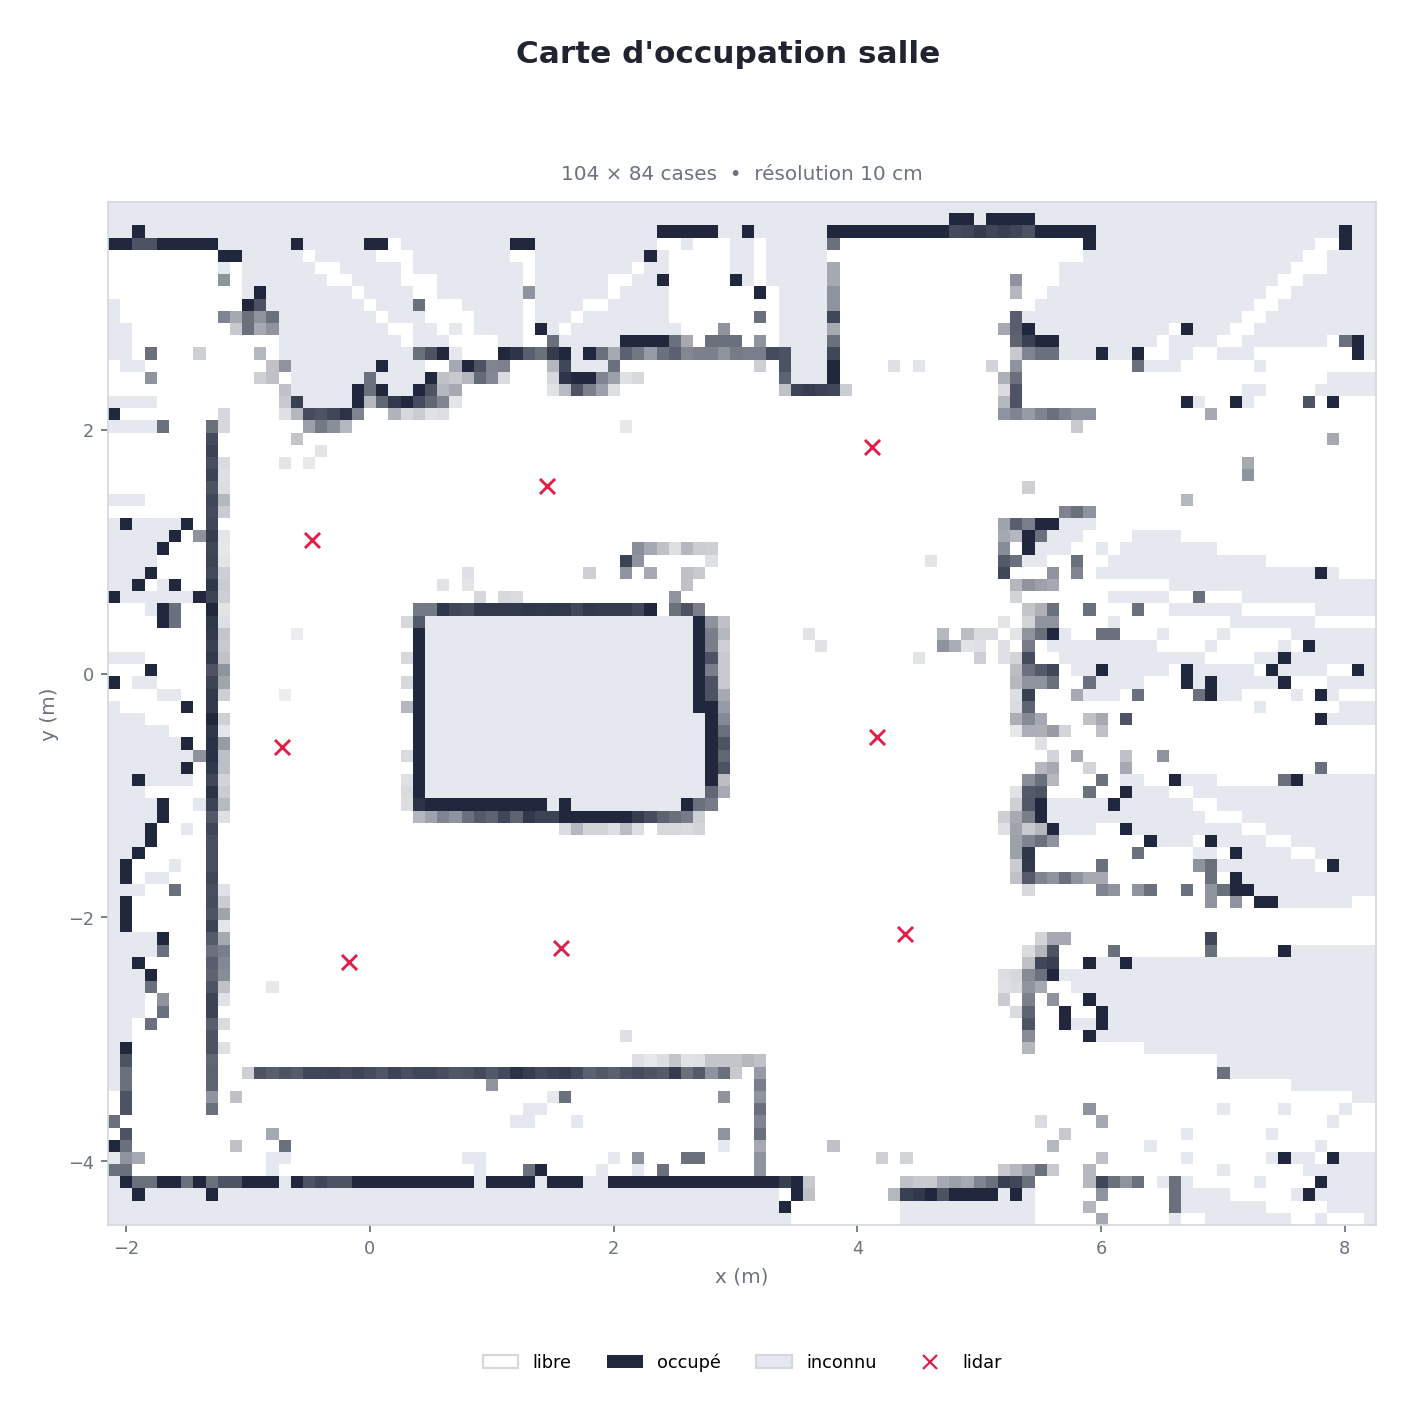 Carte d'occupation salle
104 × 84 cases • résolution 10 cm
2
0
−2
−4
y (m)
−2 0 2 4 6 8
x (m)
libre occupé inconnu lidar